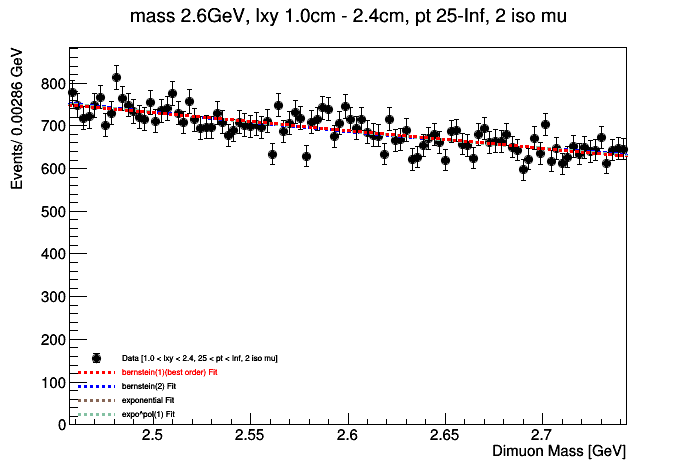 mass 2.6GeV, lxy 1.0cm - 2.4cm, pt 25-Inf, 2 iso mu
Events/ 0.00286 GeV
800
700
600
500
400
300
200
100
0
Data [1.0 < lxy < 2.4, 25 < pt < Inf, 2 iso mu]
bernstein(1)(best order) Fit
bernstein(2) Fit
exponential Fit
expo*pol(1) Fit
2.5
2.55
2.6
2.65
2.7
Dimuon Mass [GeV]